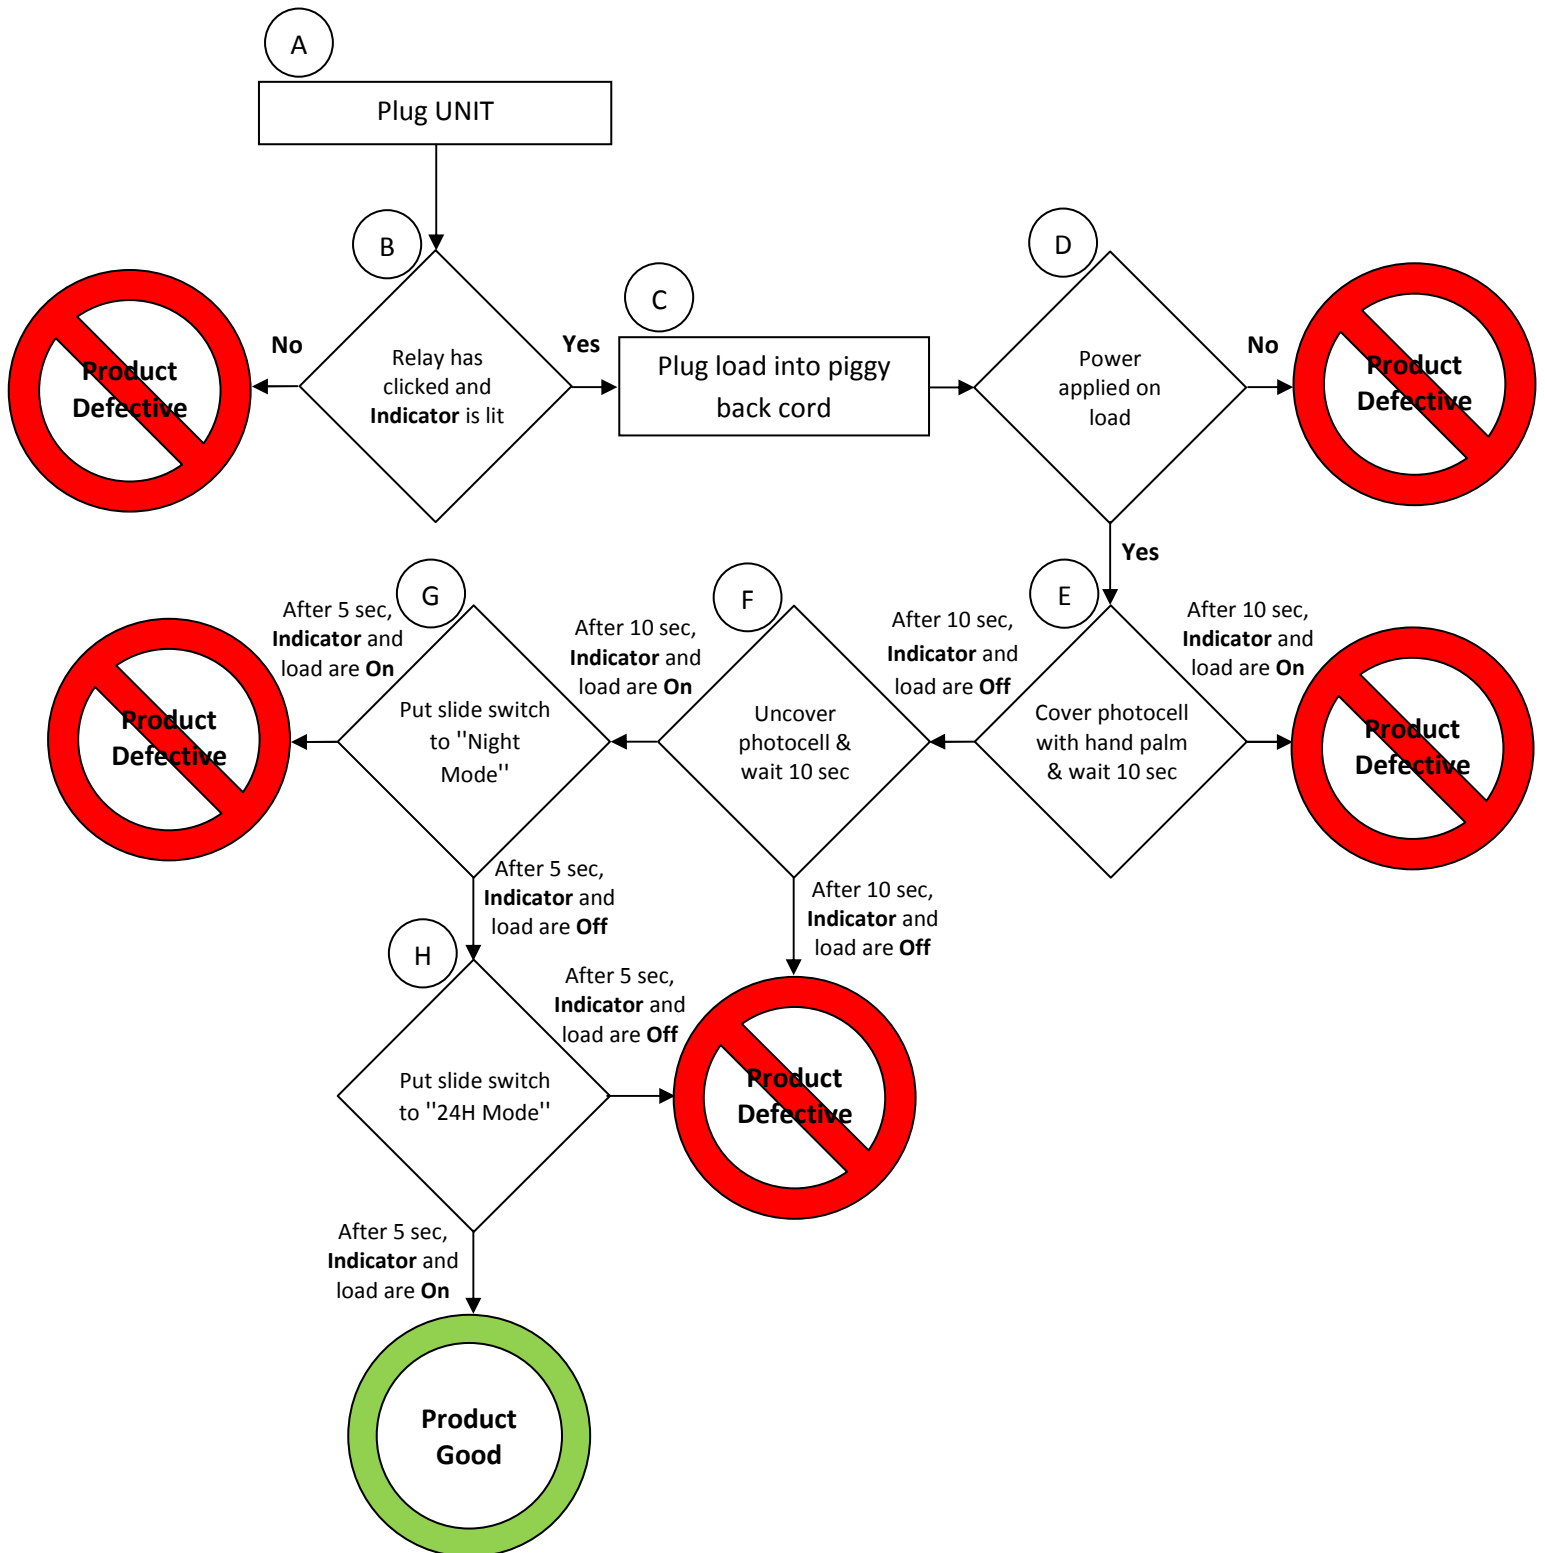 A
Plug UNIT
B
Relay has
clicked and
Indicator is lit
No
Product
Defective
Yes
C
Plug load into piggy
back cord
D
Power
applied on
load
No
Product
Defective
Yes
E
Cover photocell
with hand palm
& wait 10 sec
After 10 sec,
Indicator and
load are On
Product
Defective
After 10 sec,
Indicator and
load are Off
F
Uncover
photocell &
wait 10 sec
After 10 sec,
Indicator and
load are Off
Product
Defective
After 10 sec,
Indicator and
load are On
G
Put slide switch
to "Night
Mode"
After 5 sec,
Indicator and
load are On
Product
Defective
After 5 sec,
Indicator and
load are Off
H
Put slide switch
to "24H Mode"
After 5 sec,
Indicator and
load are Off
After 5 sec,
Indicator and
load are On
Product
Good